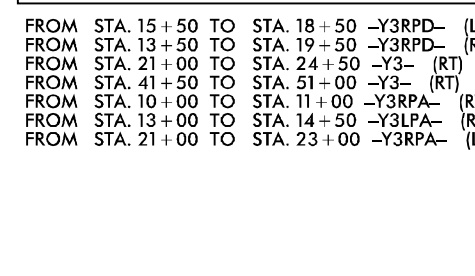 FROM STA. 15+50 TO STA. 18+50 –Y3RPD– (L
FROM STA. 13+50 TO STA. 19+50 –Y3RPD– (R
FROM STA. 21+00 TO STA. 24+50 –Y3– (RT)
FROM STA. 41+50 TO STA. 51+00 –Y3– (RT)
FROM STA. 10+00 TO STA. 11+00 –Y3RPA– (R
FROM STA. 13+00 TO STA. 14+50 –Y3LPA– (R
FROM STA. 21+00 TO STA. 23+00 –Y3RPA– (L